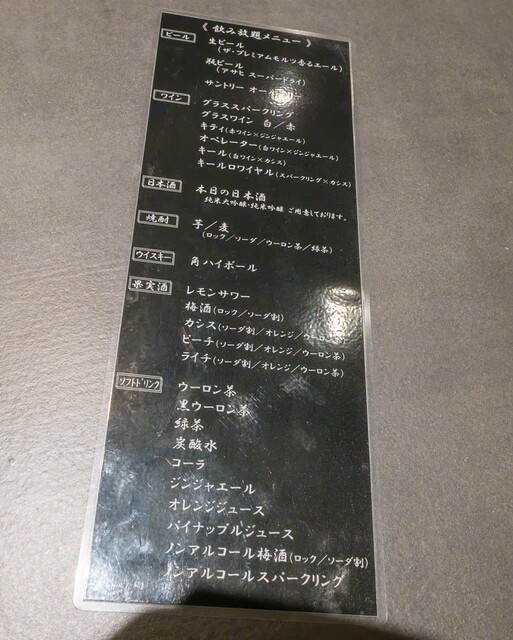 《 飲み放題メニュー 》
ビール
生ビール
(ザ・プレミアムモルツ香るエール)
瓶ビール
(アサヒ スーパードライ)
サントリー オールフリー
ワイン
グラススパークリング
グラスワイン 白／赤
キティ(赤ワイン×ジンジャエール)
オペレーター(白ワイン×ジンジャエール)
キール(白ワイン×カシス)
キールロワイヤル(スパークリング×カシス)
日本酒
本日の日本酒
純米大吟醸・純米吟醸 ご用意しております。
焼酎
芋／麦
(ロック／ソーダ／ウーロン茶／緑茶)
ウイスキー
角ハイボール
果実酒
レモンサワー
梅酒(ロック／ソーダ割)
カシス(ソーダ割／オレンジ／ウーロン茶)
ピーチ(ソーダ割／オレンジ／ウーロン茶)
ライチ(ソーダ割／オレンジ／ウーロン茶)
ソフトドリンク
ウーロン茶
黒ウーロン茶
緑茶
炭酸水
コーラ
ジンジャエール
オレンジジュース
パイナップルジュース
ノンアルコール梅酒(ロック／ソーダ割)
ノンアルコールスパークリング